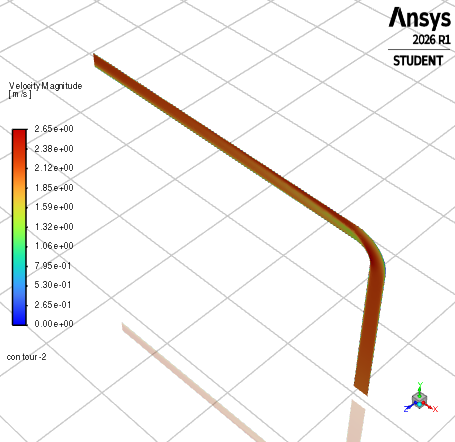 Ansys
2026 R1
STUDENT
Velocity Magnitude
[ m/s ]
2.65e+00
2.38e+00
2.12e+00
1.85e+00
1.59e+00
1.32e+00
1.06e+00
7.95e-01
5.30e-01
2.65e-01
0.00e+00
contour-2
Y
Z
X